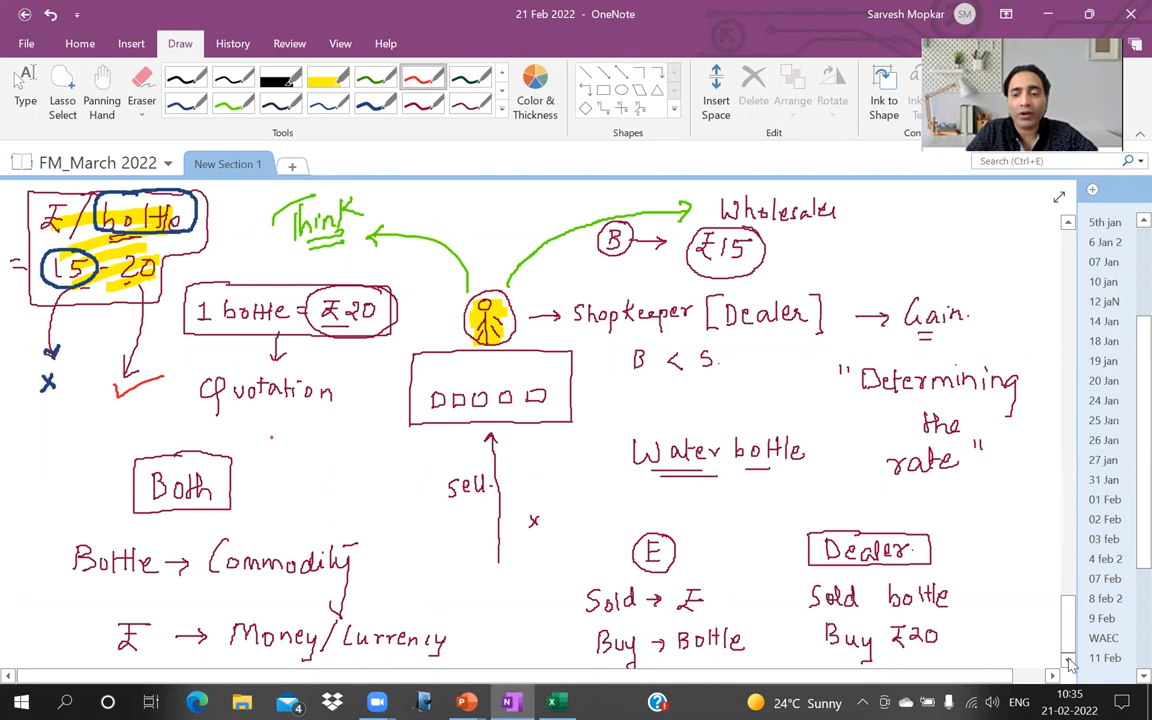 21 Feb 2022 - OneNote
Sarvesh Mopkar SM
File Home Insert Draw History Review View Help
Type
Lasso Select
Panning Hand
Eraser
Tools
Color & Thickness
Shapes
Insert Space
Delete
Arrange
Rotate
Edit
Ink to Shape
FM_March 2022
New Section 1
Search (Ctrl+E)
₹ / bottle
= 15 - 20
Think
Wholesaler
B → ₹15
1 bottle = ₹20
→ Shopkeeper [Dealer] → Gain.
B < S.
Quotation
"Determining
the
rate"
Water bottle
sell.
x
x
Both
Bottle → Commodity
₹ → Money/Currency
E
Sold → ₹
Buy → Bottle
Dealer
Sold bottle
Buy ₹20
5th jan
6 Jan 2
07 Jan
10 jan
12 jaN
14 Jan
18 Jan
19 jan
20 Jan
24 Jan
25 Jan
26 Jan
27 jan
31 Jan
01 Feb
02 Feb
03 feb
4 feb 2
07 Feb
8 feb 2
9 Feb
WAEC
11 Feb
4
24°C Sunny
ENG
10:35
21-02-2022